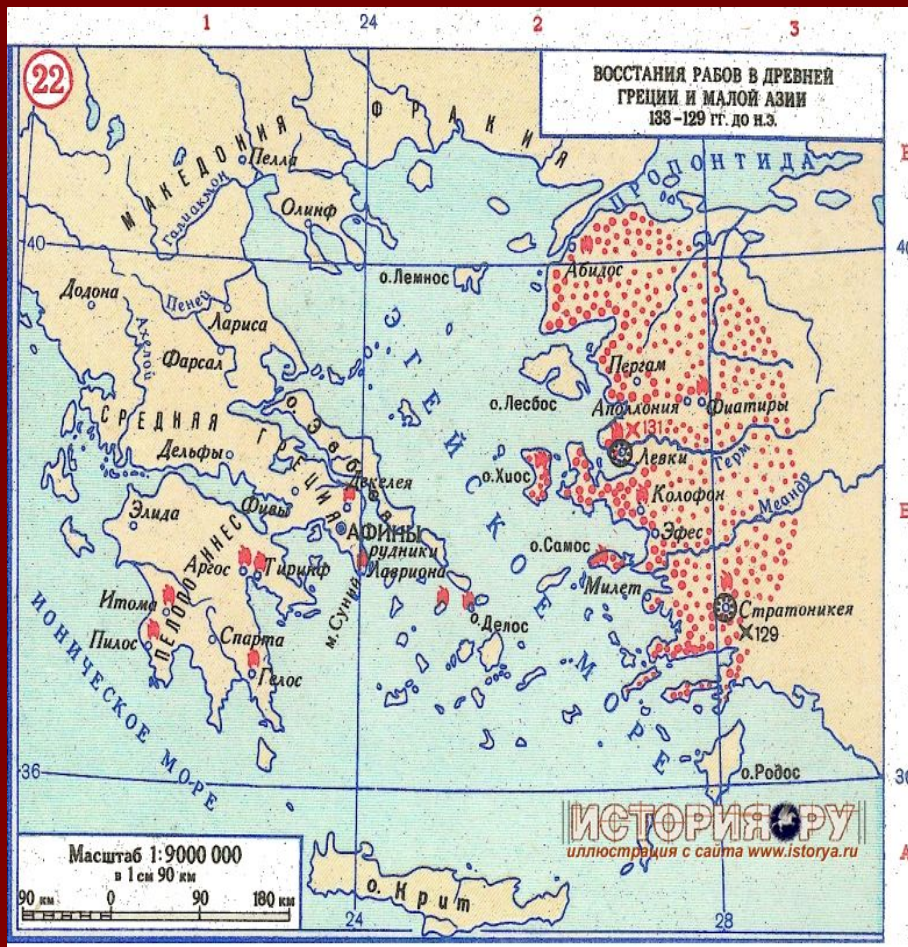 1
24
2
3
22
ВОССТАНИЯ РАБОВ В ДРЕВНЕЙ
ГРЕЦИИ И МАЛОЙ АЗИИ
133-129 гг. до н.э.
ФРАКИЯ
МАКЕДОНИЯ
Пелла
ПРОПОНТИДА
Галиакмон
Олинф
40
Абидос
о.Лемнос
Додона
Пеней
Лариса
Ахелой
Фарсал
ЭГЕЙСКОЕ МОРЕ
Пергам
о.Лесбос
Аполлония
Фиатиры
131
СРЕДНЯЯ ГРЕЦИЯ
о Эвбея
Дельфы
Левки
Герм
о.Хиос
Декелея
Фивы
Колофон
Меандр
Элида
АФИНЫ
Эфес
рудники
Лавриона
о.Самос
Аргос
Тиринф
Милет
ПЕЛОПОННЕС
Итома
м.Суний
о.Делос
Стратоникея
129
Пилос
Спарта
Гелос
ИОНИЧЕСКОЕ МОРЕ
36
о.Родос
ИСТОРИЯ РУ
иллюстрация с сайта www.istorya.ru
Масштаб 1:9000 000
в 1 см 90 км
90 км 0 90 180 км
о. Крит
24
28